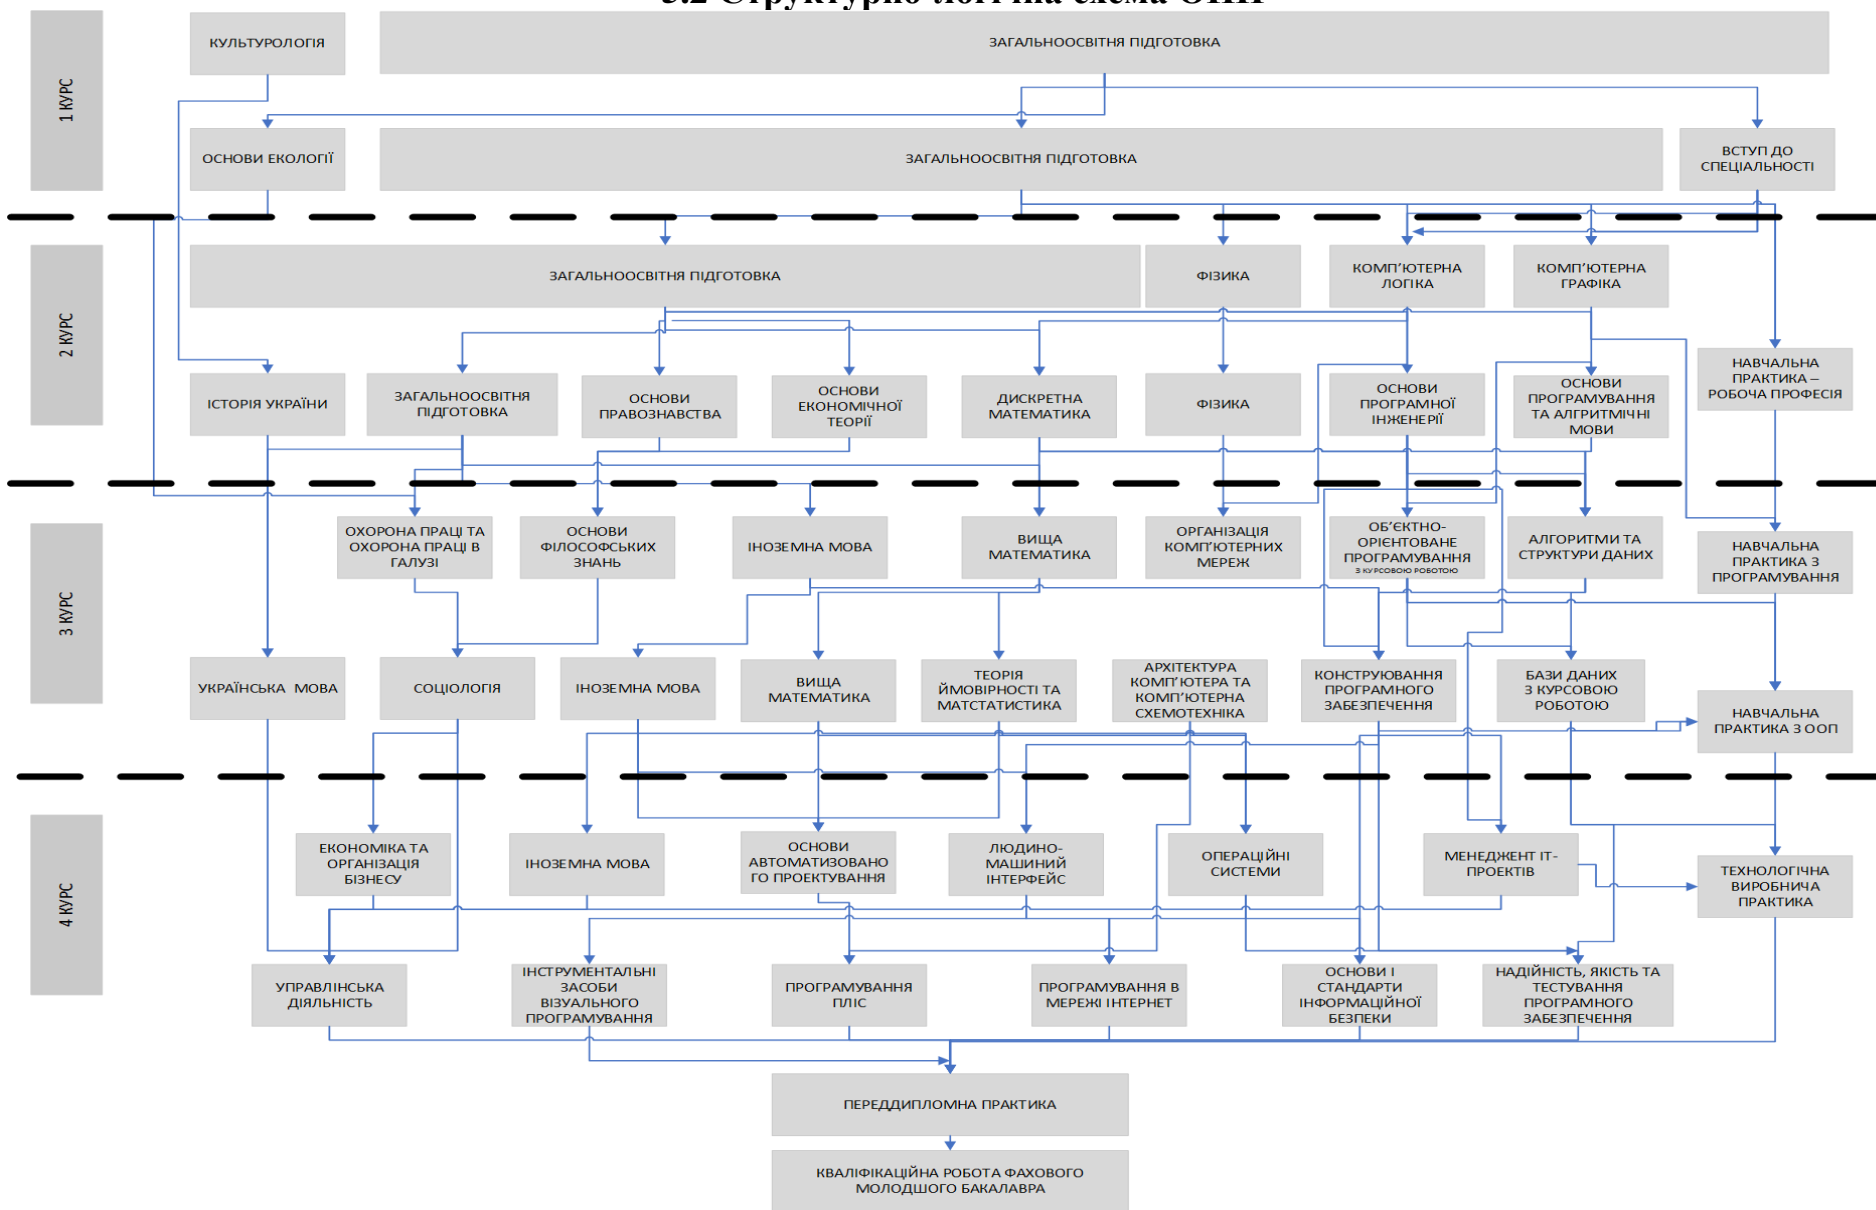 3.2 Структурно-логічна схема ОПП
1 КУРС
КУЛЬТУРОЛОГІЯ
ЗАГАЛЬНООСВІТНЯ ПІДГОТОВКА
ОСНОВИ ЕКОЛОГІЇ
ЗАГАЛЬНООСВІТНЯ ПІДГОТОВКА
ВСТУП ДО
СПЕЦІАЛЬНОСТІ
2 КУРС
ЗАГАЛЬНООСВІТНЯ ПІДГОТОВКА
ФІЗИКА
КОМП'ЮТЕРНА
ЛОГІКА
КОМП'ЮТЕРНА
ГРАФІКА
ІСТОРІЯ УКРАЇНИ
ЗАГАЛЬНООСВІТНЯ
ПІДГОТОВКА
ОСНОВИ
ПРАВОЗНАВСТВА
ОСНОВИ
ЕКОНОМІЧНОЇ
ТЕОРІЇ
ДИСКРЕТНА
МАТЕМАТИКА
ФІЗИКА
ОСНОВИ
ПРОГРАМНОЇ
ІНЖЕНЕРІЇ
ОСНОВИ
ПРОГРАМУВАННЯ
ТА АЛГРИТМІЧНІ
МОВИ
НАВЧАЛЬНА
ПРАКТИКА –
РОБОЧА ПРОФЕСІЯ
3 КУРС
ОХОРОНА ПРАЦІ ТА
ОХОРОНА ПРАЦІ В
ГАЛУЗІ
ОСНОВИ
ФІЛОСОФСЬКИХ
ЗНАНЬ
ІНОЗЕМНА МОВА
ВИЩА
МАТЕМАТИКА
ОРГАНІЗАЦІЯ
КОМП'ЮТЕРНИХ
МЕРЕЖ
ОБ'ЄКТНО-
ОРІЄНТОВАНЕ
ПРОГРАМУВАННЯ
З КУРСОВОЮ РОБОТОЮ
АЛГОРИТМИ ТА
СТРУКТУРИ ДАНИХ
НАВЧАЛЬНА
ПРАКТИКА З
ПРОГРАМУВАННЯ
УКРАЇНСЬКА МОВА
СОЦІОЛОГІЯ
ІНОЗЕМНА МОВА
ВИЩА
МАТЕМАТИКА
ТЕОРІЯ
ЙМОВІРНОСТІ ТА
МАТСТАТИСТИКА
АРХІТЕКТУРА
КОМП'ЮТЕРА ТА
КОМП'ЮТЕРНА
СХЕМОТЕХНІКА
КОНСТРУЮВАННЯ
ПРОГРАМНОГО
ЗАБЕЗПЕЧЕННЯ
БАЗИ ДАНИХ
З КУРСОВОЮ
РОБОТОЮ
НАВЧАЛЬНА
ПРАКТИКА З ООП
4 КУРС
ЕКОНОМІКА ТА
ОРГАНІЗАЦІЯ
БІЗНЕСУ
ІНОЗЕМНА МОВА
ОСНОВИ
АВТОМАТИЗОВАНО
ГО ПРОЕКТУВАННЯ
ЛЮДИНО-
МАШИНИЙ
ІНТЕРФЕЙС
ОПЕРАЦІЙНІ
СИСТЕМИ
МЕНЕДЖМЕНТ ІТ-
ПРОЕКТІВ
ТЕХНОЛОГІЧНА
ВИРОБНИЧА
ПРАКТИКА
УПРАВЛІНСЬКА
ДІЯЛЬНІСТЬ
ІНСТРУМЕНТАЛЬНІ
ЗАСОБИ
ВІЗУАЛЬНОГО
ПРОГРАМУВАННЯ
ПРОГРАМУВАННЯ
ПЛІС
ПРОГРАМУВАННЯ В
МЕРЕЖІ ІНТЕРНЕТ
ОСНОВИ І
СТАНДАРТИ
ІНФОРМАЦІЙНОЇ
БЕЗПЕКИ
НАДІЙНІСТЬ, ЯКІСТЬ ТА
ТЕСТУВАННЯ
ПРОГРАМНОГО
ЗАБЕЗПЕЧЕННЯ
ПЕРЕДДИПЛОМНА ПРАКТИКА
КВАЛІФІКАЦІЙНА РОБОТА ФАХОВОГО
МОЛОДШОГО БАКАЛАВРА